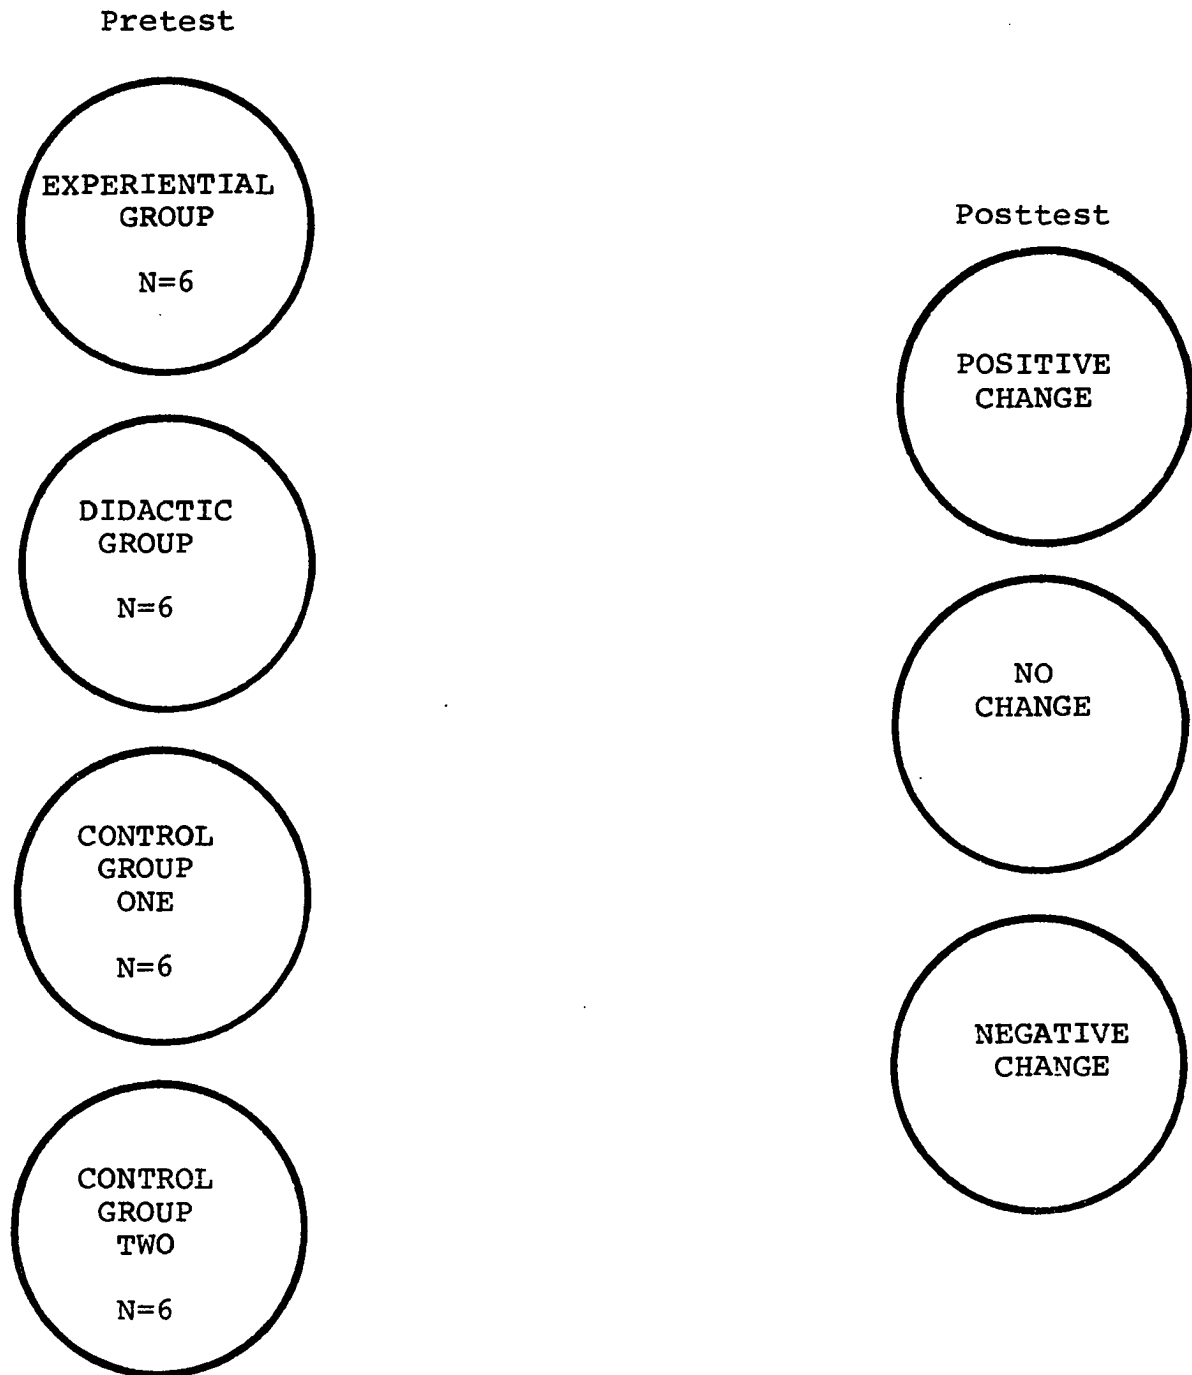 Pretest
EXPERIENTIAL
GROUP
N=6
DIDACTIC
GROUP
N=6
CONTROL
GROUP
ONE
N=6
CONTROL
GROUP
TWO
N=6
Posttest
POSITIVE
CHANGE
NO
CHANGE
NEGATIVE
CHANGE